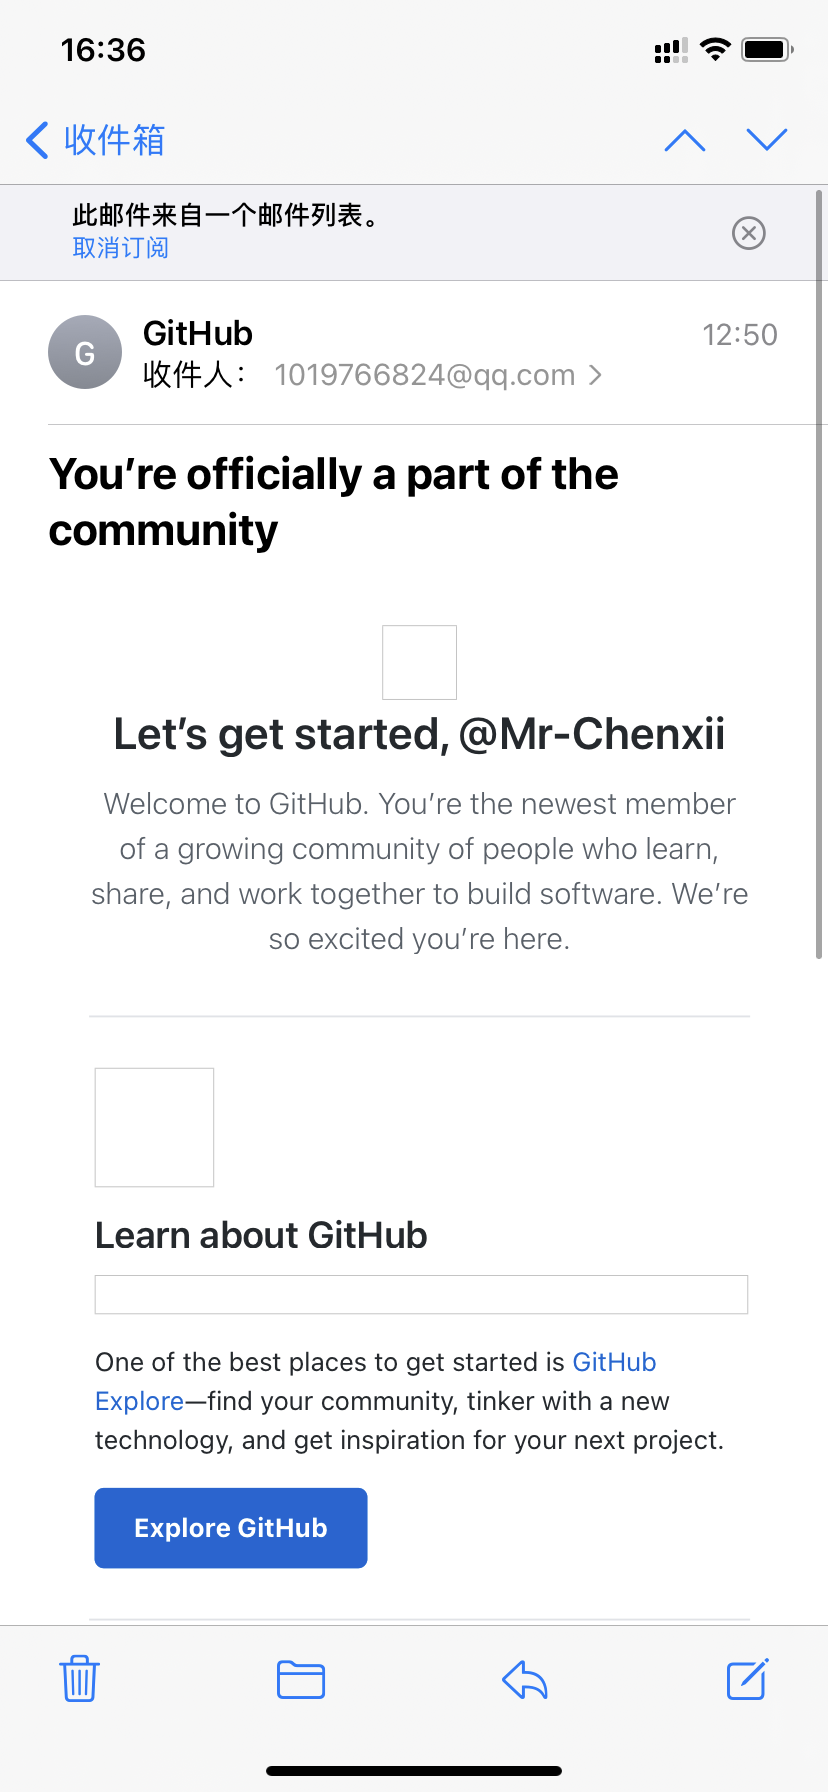 16:36
收件箱
此邮件来自一个邮件列表。
取消订阅
G
GitHub
12:50
收件人： 1019766824@qq.com
You’re officially a part of the
community
Let’s get started, @Mr-Chenxii
Welcome to GitHub. You’re the newest member
of a growing community of people who learn,
share, and work together to build software. We’re
so excited you’re here.
Learn about GitHub
One of the best places to get started is GitHub
Explore—find your community, tinker with a new
technology, and get inspiration for your next project.
Explore GitHub